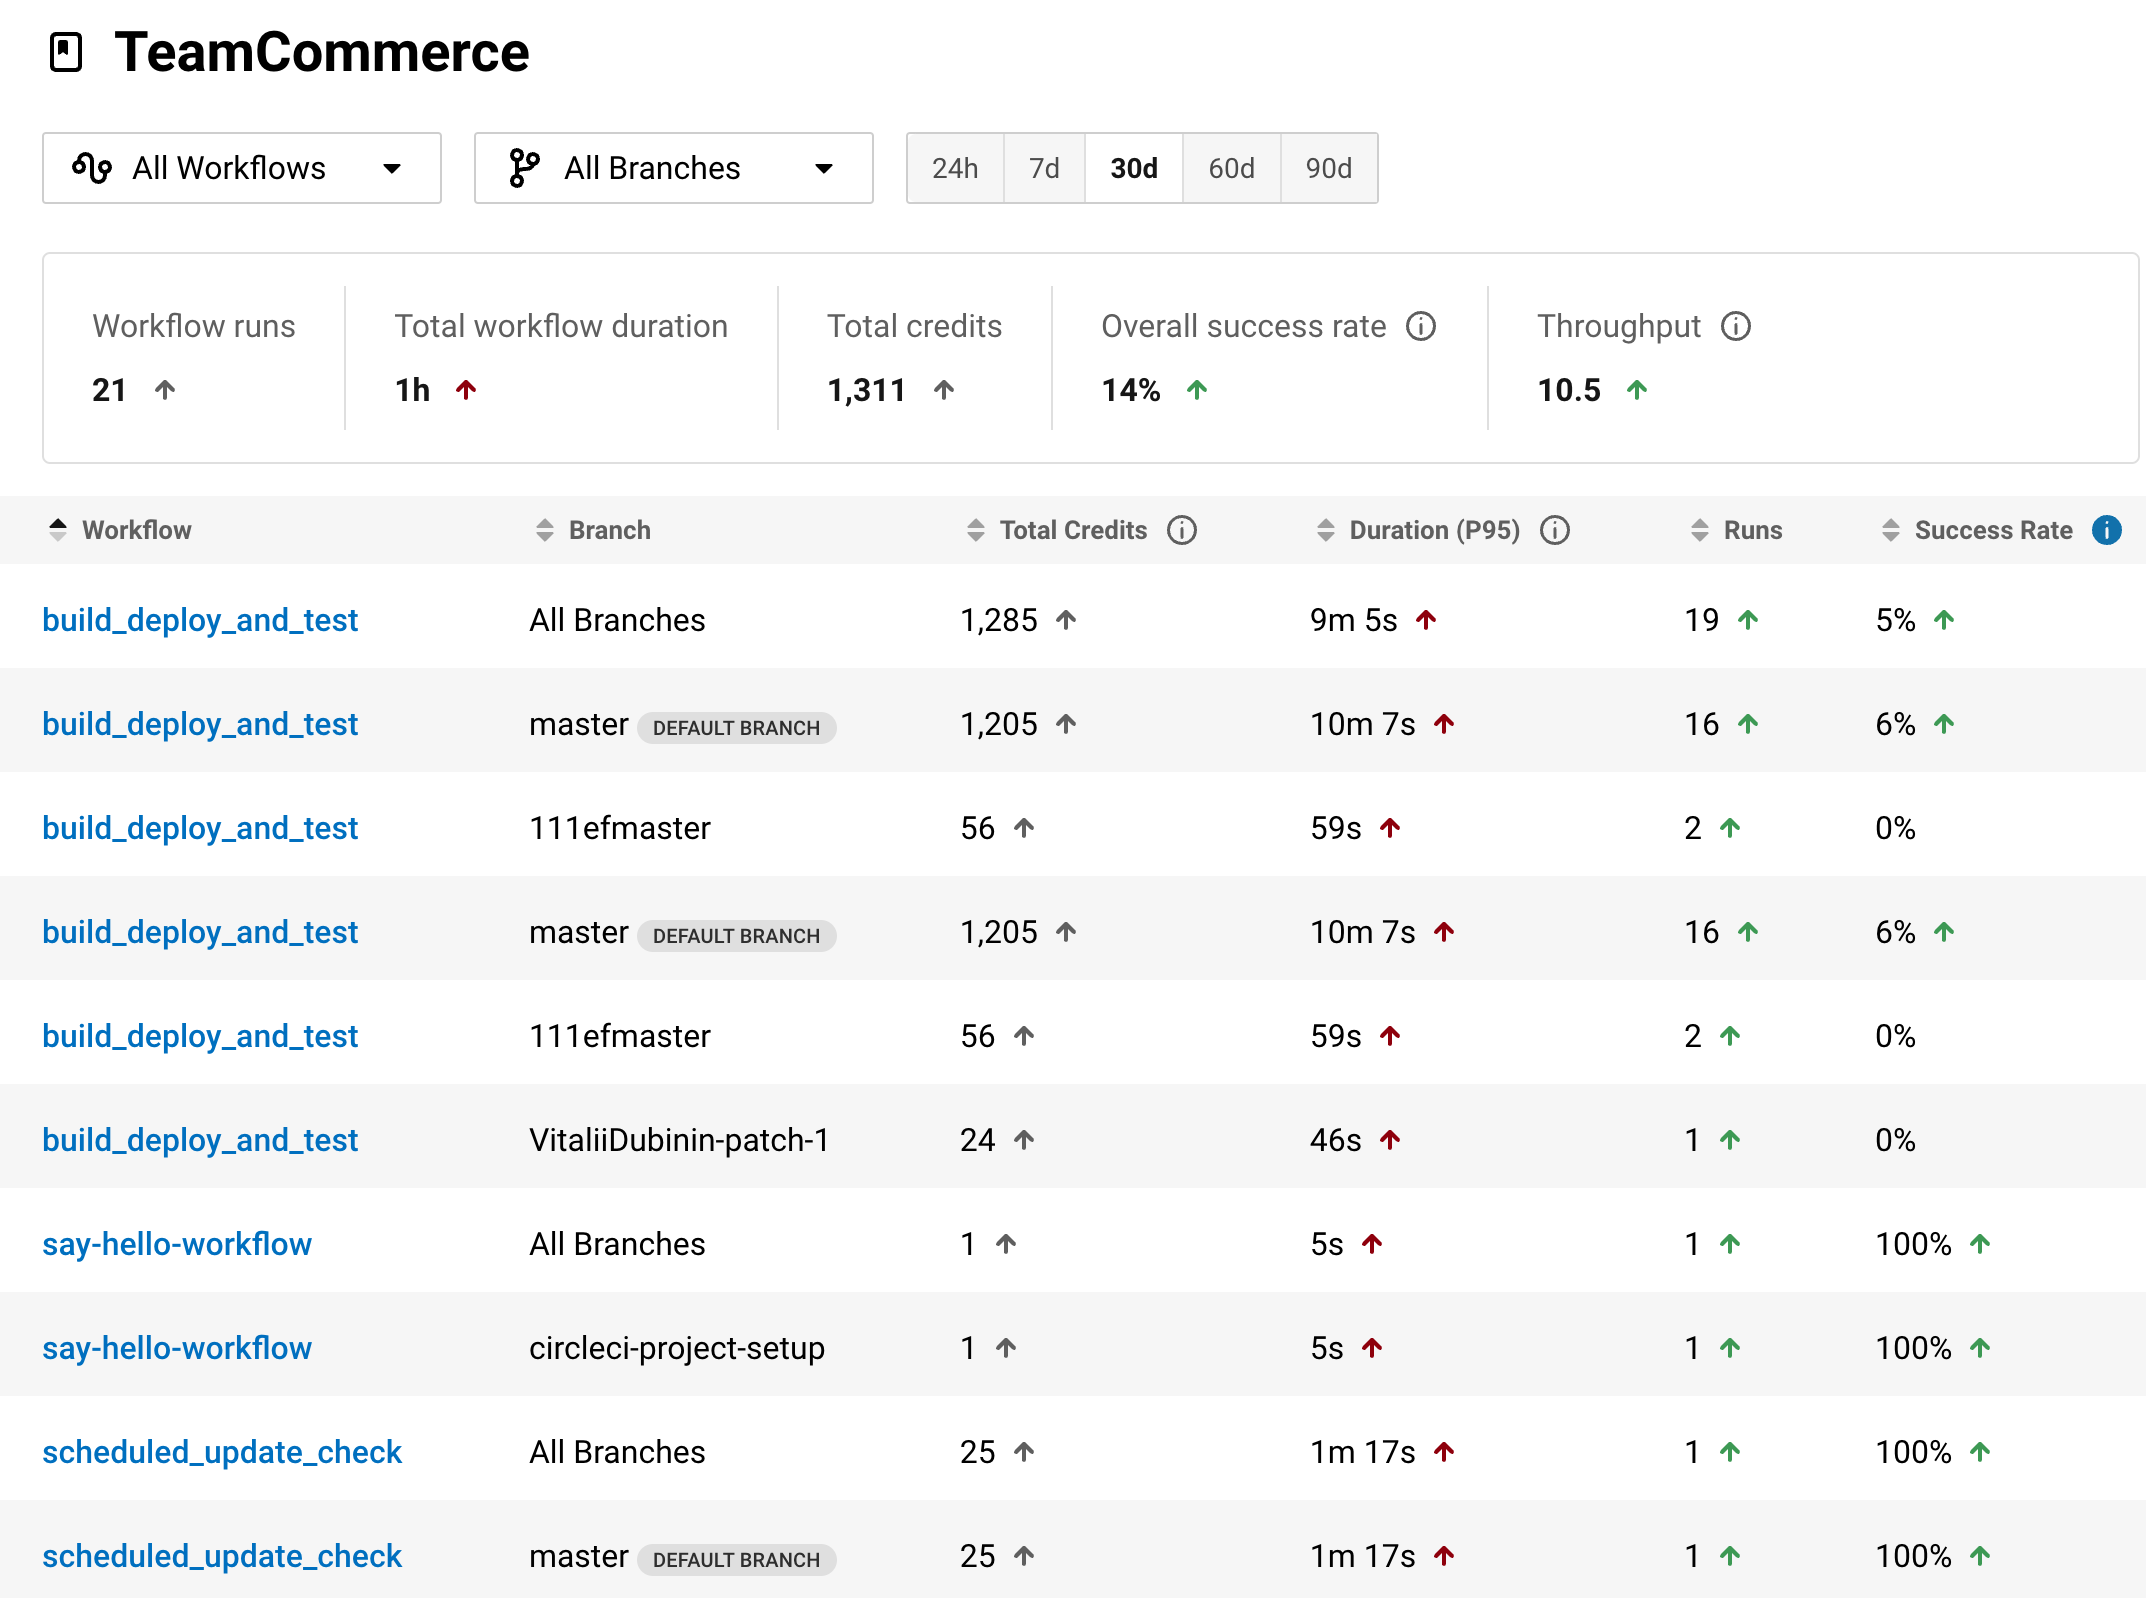 TeamCommerce
All Workflows All Branches 24h 7d 30d 60d 90d
Workflow runs Total workflow duration Total credits Overall success rate Throughput
21 1h 1,311 14% 10.5
Workflow Branch Total Credits Duration (P95) Runs Success Rate
build_deploy_and_test All Branches 1,285 9m 5s 19 5%
build_deploy_and_test master DEFAULT BRANCH 1,205 10m 7s 16 6%
build_deploy_and_test 111efmaster 56 59s 2 0%
build_deploy_and_test master DEFAULT BRANCH 1,205 10m 7s 16 6%
build_deploy_and_test 111efmaster 56 59s 2 0%
build_deploy_and_test VitaliiDubinin-patch-1 24 46s 1 0%
say-hello-workflow All Branches 1 5s 1 100%
say-hello-workflow circleci-project-setup 1 5s 1 100%
scheduled_update_check All Branches 25 1m 17s 1 100%
scheduled_update_check master DEFAULT BRANCH 25 1m 17s 1 100%